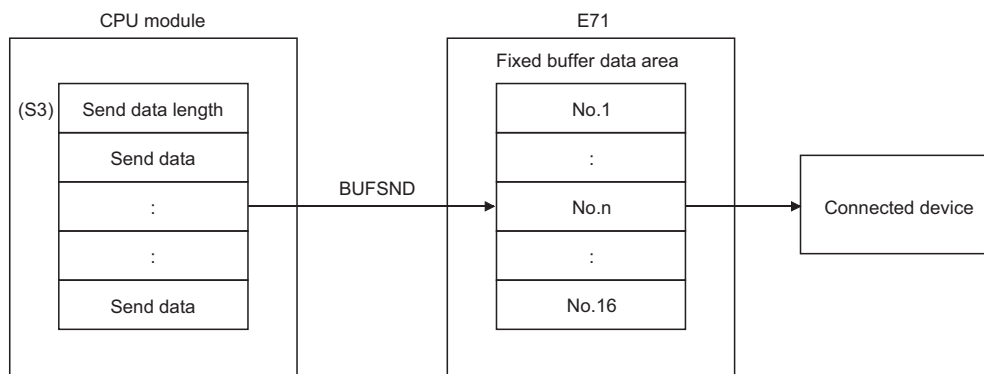 CPU module
E71
Fixed buffer data area
(S3)
Send data length
Send data
:
:
Send data
BUFSND
No.1
:
No.n
:
No.16
Connected device